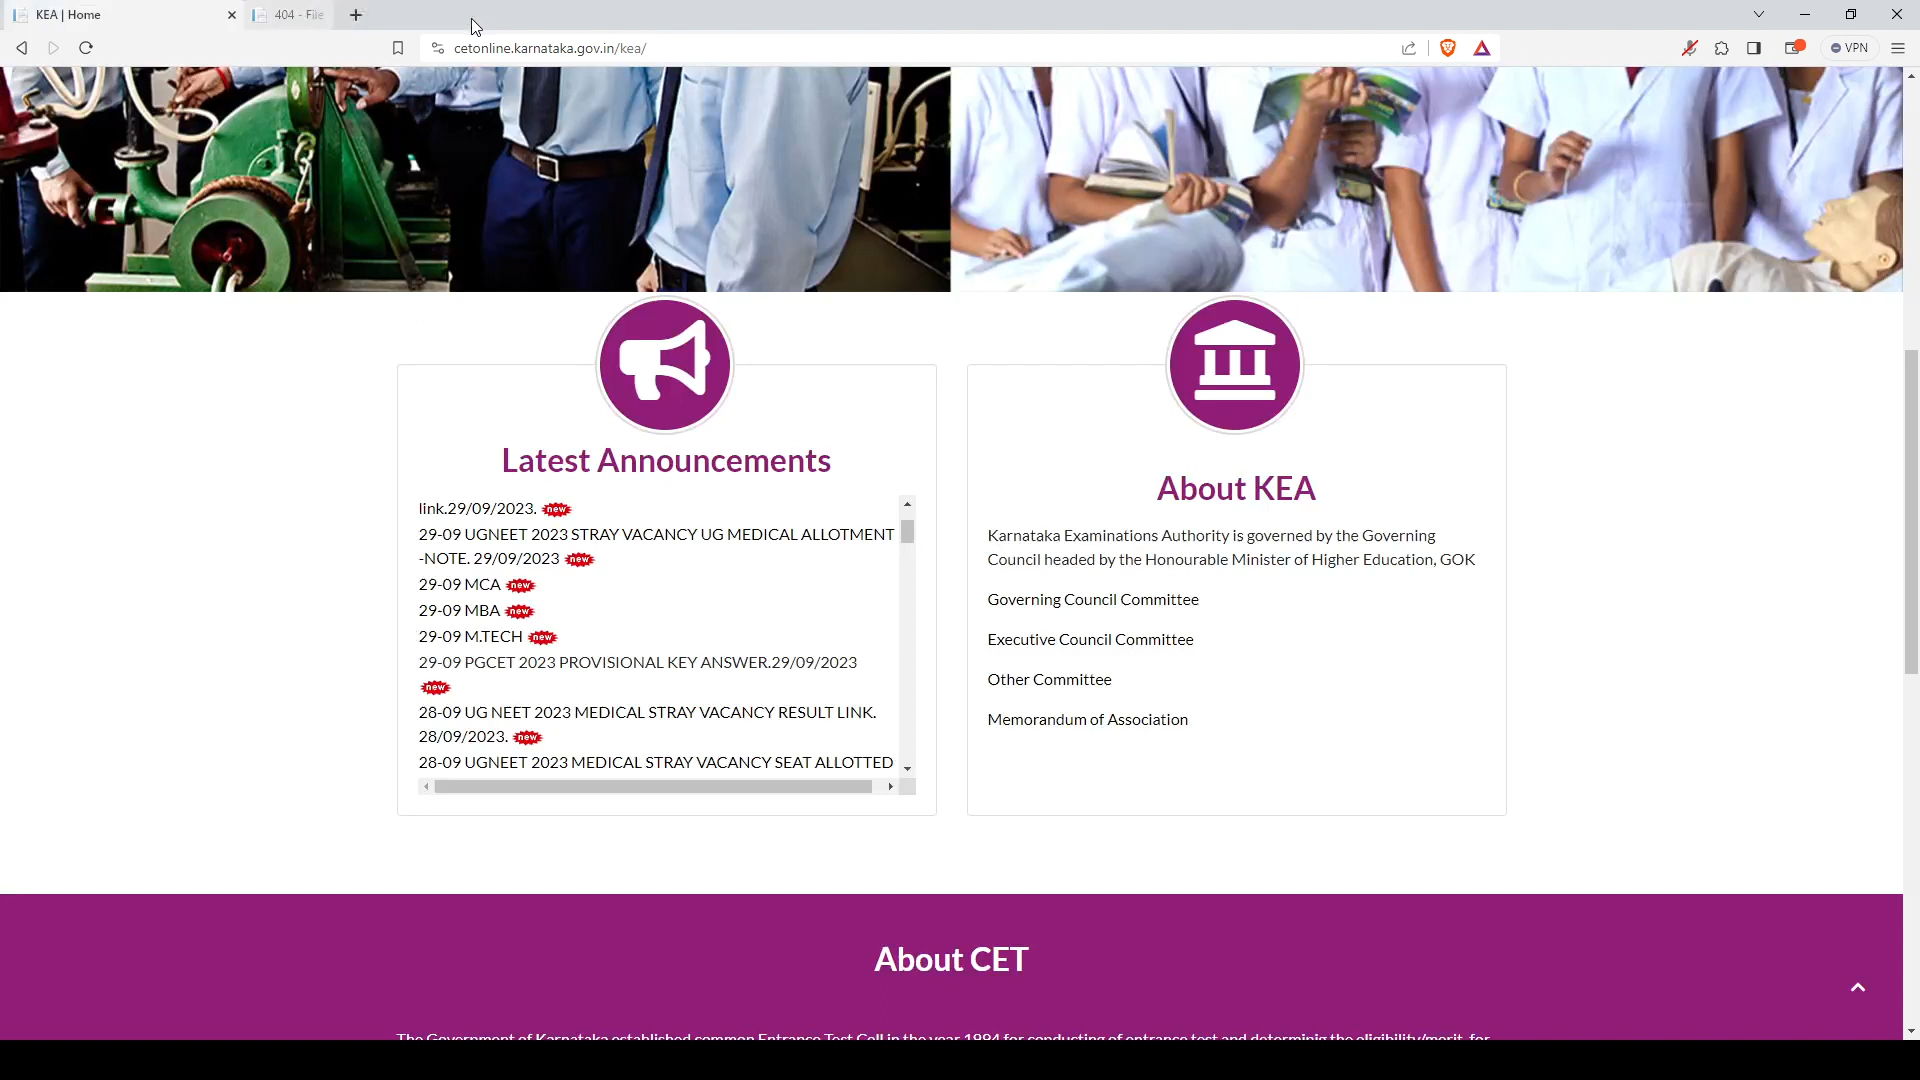 KEA | Home
404 - File
cetonline.karnataka.gov.in/kea/
VPN
Latest Announcements
link.29/09/2023. new
29-09 UGNEET 2023 STRAY VACANCY UG MEDICAL ALLOTMENT
-NOTE. 29/09/2023 new
29-09 MCA new
29-09 MBA new
29-09 M.TECH new
29-09 PGCET 2023 PROVISIONAL KEY ANSWER.29/09/2023
new
28-09 UG NEET 2023 MEDICAL STRAY VACANCY RESULT LINK.
28/09/2023. new
28-09 UGNEET 2023 MEDICAL STRAY VACANCY SEAT ALLOTTED
About KEA
Karnataka Examinations Authority is governed by the Governing
Council headed by the Honourable Minister of Higher Education, GOK
Governing Council Committee
Executive Council Committee
Other Committee
Memorandum of Association
About CET
The Government of Karnataka established common Entrance Test Cell in the year 1994 for conducting of entrance test and determinig the eligibility/merit, for